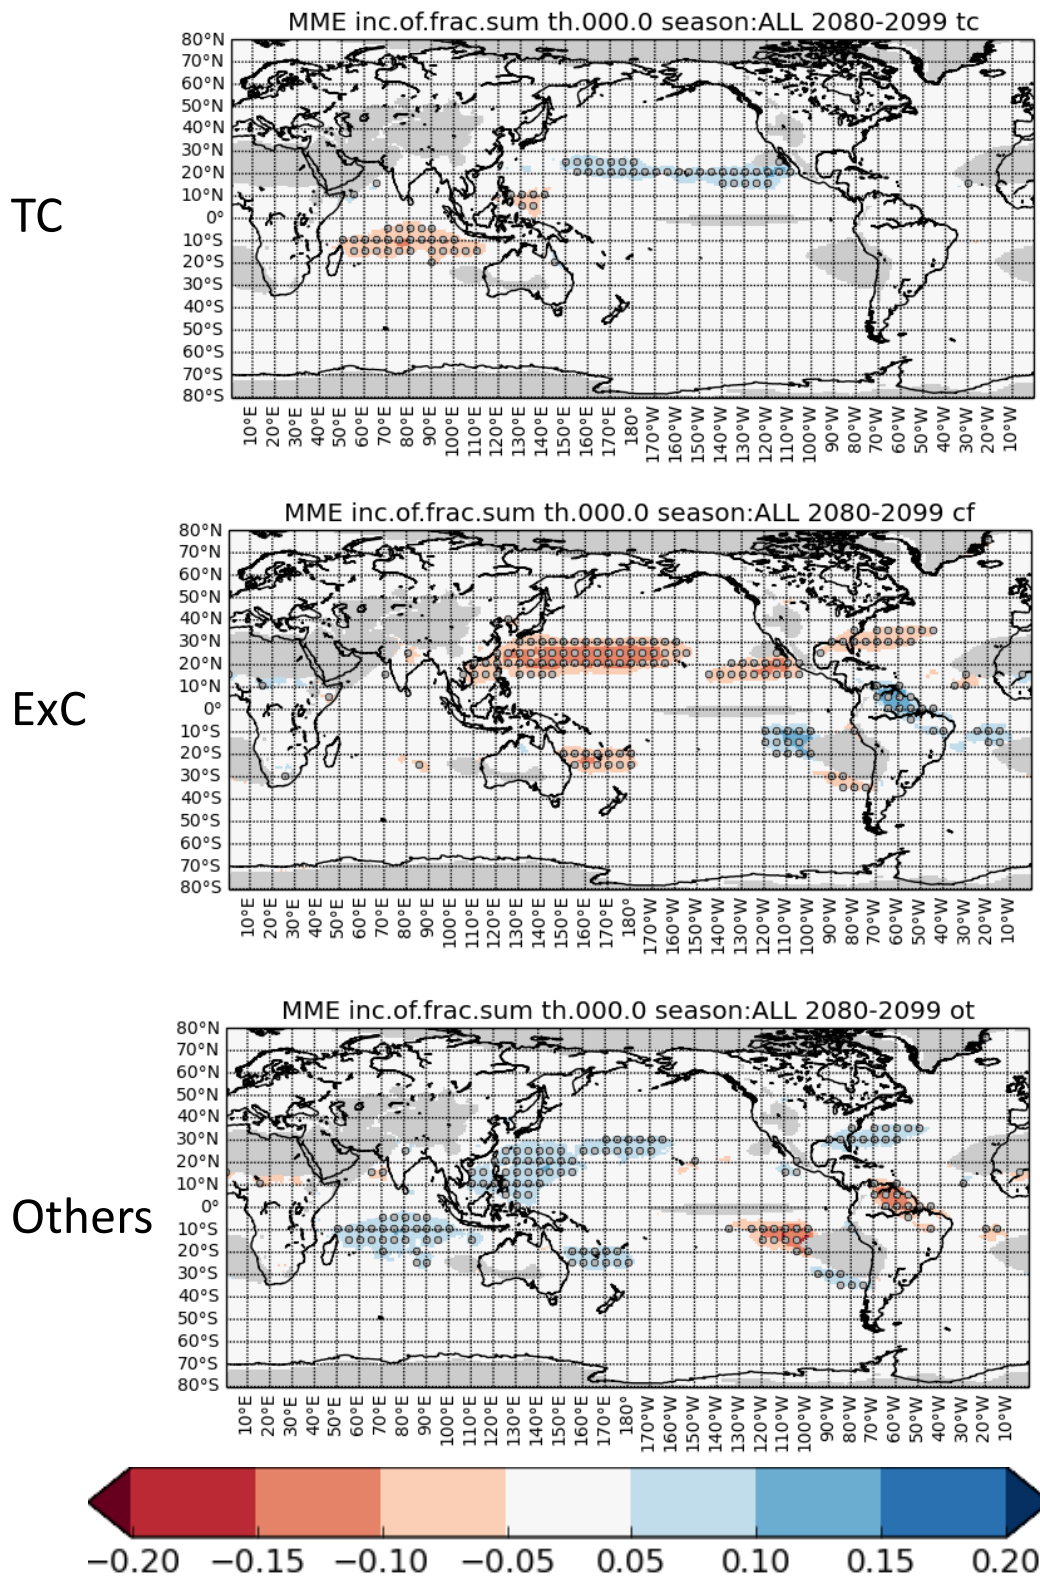 MME inc.of.frac.sum th.000.0 season:ALL 2080-2099 tc
TC
80°N
70°N
60°N
50°N
40°N
30°N
20°N
10°N
0°
10°S
20°S
30°S
40°S
50°S
60°S
70°S
80°S
10°E 20°E 30°E 40°E 50°E 60°E 70°E 80°E 90°E 100°E 110°E 120°E 130°E 140°E 150°E 160°E 170°E 180° 170°W 160°W 150°W 140°W 130°W 120°W 110°W 100°W 90°W 80°W 70°W 60°W 50°W 40°W 30°W 20°W 10°W
MME inc.of.frac.sum th.000.0 season:ALL 2080-2099 cf
ExC
80°N
70°N
60°N
50°N
40°N
30°N
20°N
10°N
0°
10°S
20°S
30°S
40°S
50°S
60°S
70°S
80°S
10°E 20°E 30°E 40°E 50°E 60°E 70°E 80°E 90°E 100°E 110°E 120°E 130°E 140°E 150°E 160°E 170°E 180° 170°W 160°W 150°W 140°W 130°W 120°W 110°W 100°W 90°W 80°W 70°W 60°W 50°W 40°W 30°W 20°W 10°W
MME inc.of.frac.sum th.000.0 season:ALL 2080-2099 ot
Others
80°N
70°N
60°N
50°N
40°N
30°N
20°N
10°N
0°
10°S
20°S
30°S
40°S
50°S
60°S
70°S
80°S
10°E 20°E 30°E 40°E 50°E 60°E 70°E 80°E 90°E 100°E 110°E 120°E 130°E 140°E 150°E 160°E 170°E 180° 170°W 160°W 150°W 140°W 130°W 120°W 110°W 100°W 90°W 80°W 70°W 60°W 50°W 40°W 30°W 20°W 10°W
−0.20 −0.15 −0.10 −0.05 0.05 0.10 0.15 0.20